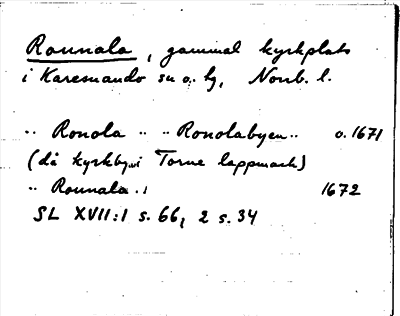 Rounala, gammal kyrkplats
i Karesuando sn o. lg, Norrb. l.
.. Ronola .. .. Ronolabyen .. o. 1671
(då kyrkby i Torne lappmark)
.. Rounala .. 1672
SL XVII:1 s. 66, 2 s. 34